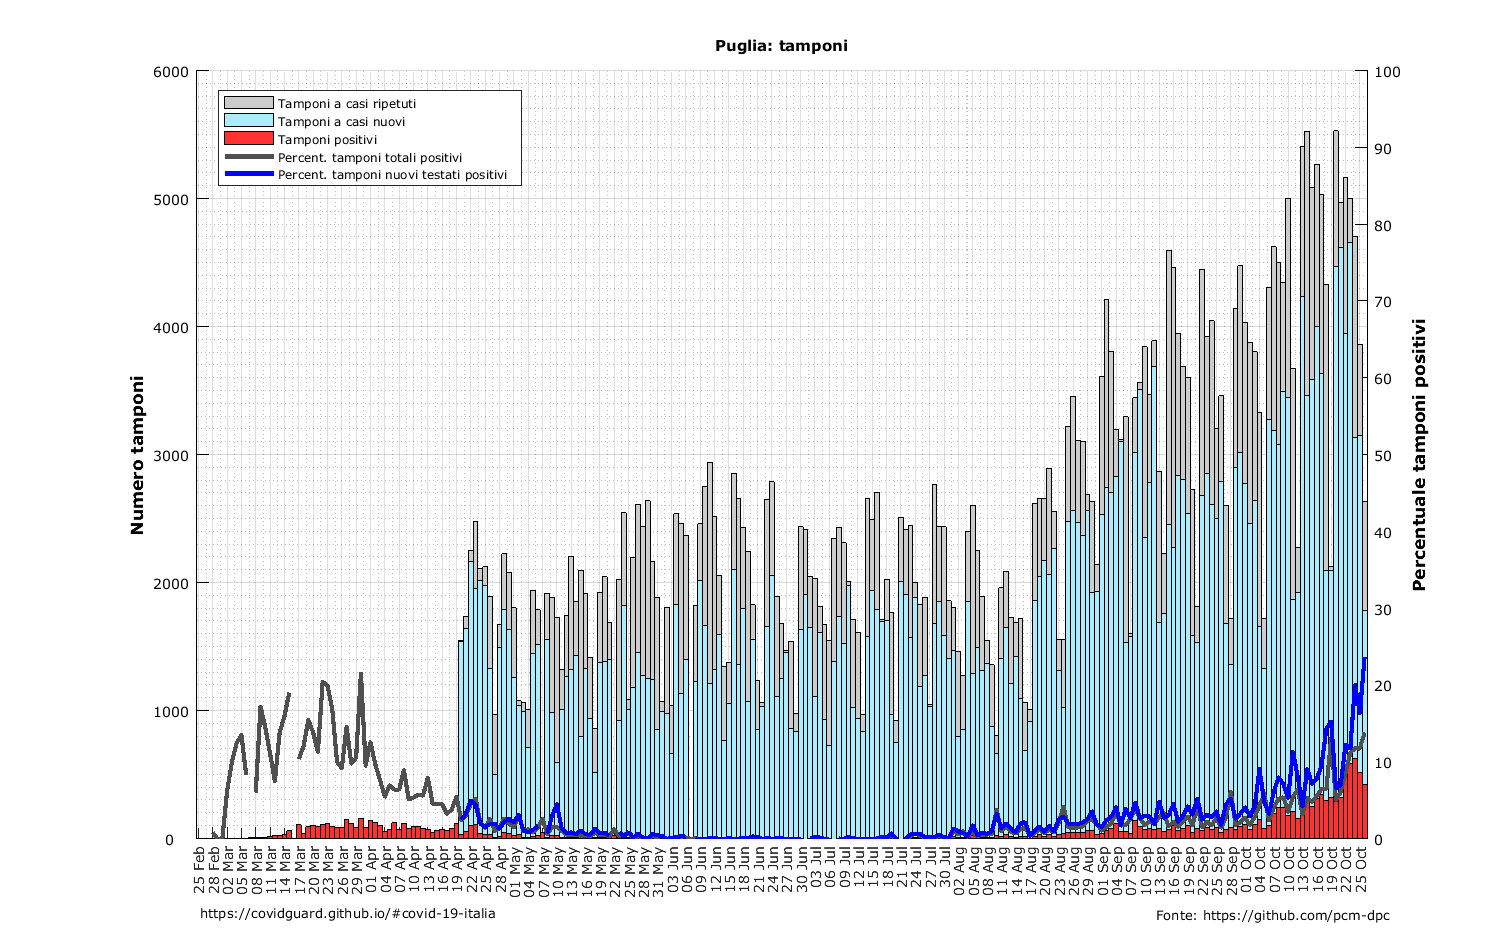 Puglia: tamponi
6000
5000
4000
3000
2000
1000
0
Numero tamponi
Tamponi a casi ripetuti
Tamponi a casi nuovi
Tamponi positivi
Percent. tamponi totali positivi
Percent. tamponi nuovi testati positivi
100
90
80
70
60
50
40
30
20
10
0
Percentuale tamponi positivi
25 Feb
28 Feb
02 Mar
05 Mar
08 Mar
11 Mar
14 Mar
17 Mar
20 Mar
23 Mar
26 Mar
29 Mar
01 Apr
04 Apr
07 Apr
10 Apr
13 Apr
16 Apr
19 Apr
22 Apr
25 Apr
28 Apr
01 May
04 May
07 May
10 May
13 May
16 May
19 May
22 May
25 May
28 May
31 May
03 Jun
06 Jun
09 Jun
12 Jun
15 Jun
18 Jun
21 Jun
24 Jun
27 Jun
30 Jun
03 Jul
06 Jul
09 Jul
12 Jul
15 Jul
18 Jul
21 Jul
24 Jul
27 Jul
30 Jul
02 Aug
05 Aug
08 Aug
11 Aug
14 Aug
17 Aug
20 Aug
23 Aug
26 Aug
29 Aug
01 Sep
04 Sep
07 Sep
10 Sep
13 Sep
16 Sep
19 Sep
22 Sep
25 Sep
28 Sep
01 Oct
04 Oct
07 Oct
10 Oct
13 Oct
16 Oct
19 Oct
22 Oct
25 Oct
https://covidguard.github.io/#covid-19-italia
Fonte: https://github.com/pcm-dpc